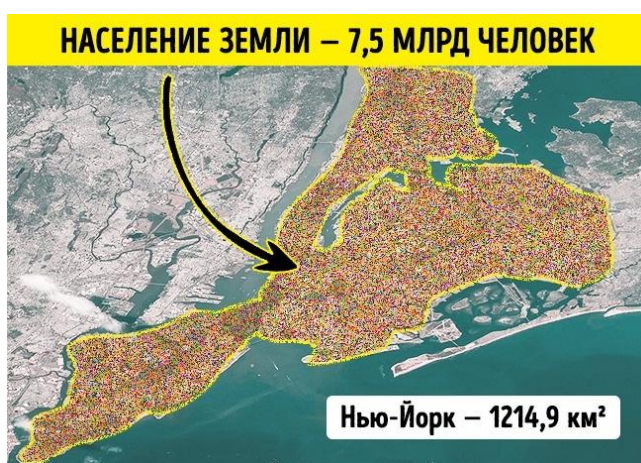 НАСЕЛЕНИЕ ЗЕМЛИ – 7,5 МЛРД ЧЕЛОВЕК
Нью-Йорк – 1214,9 км²